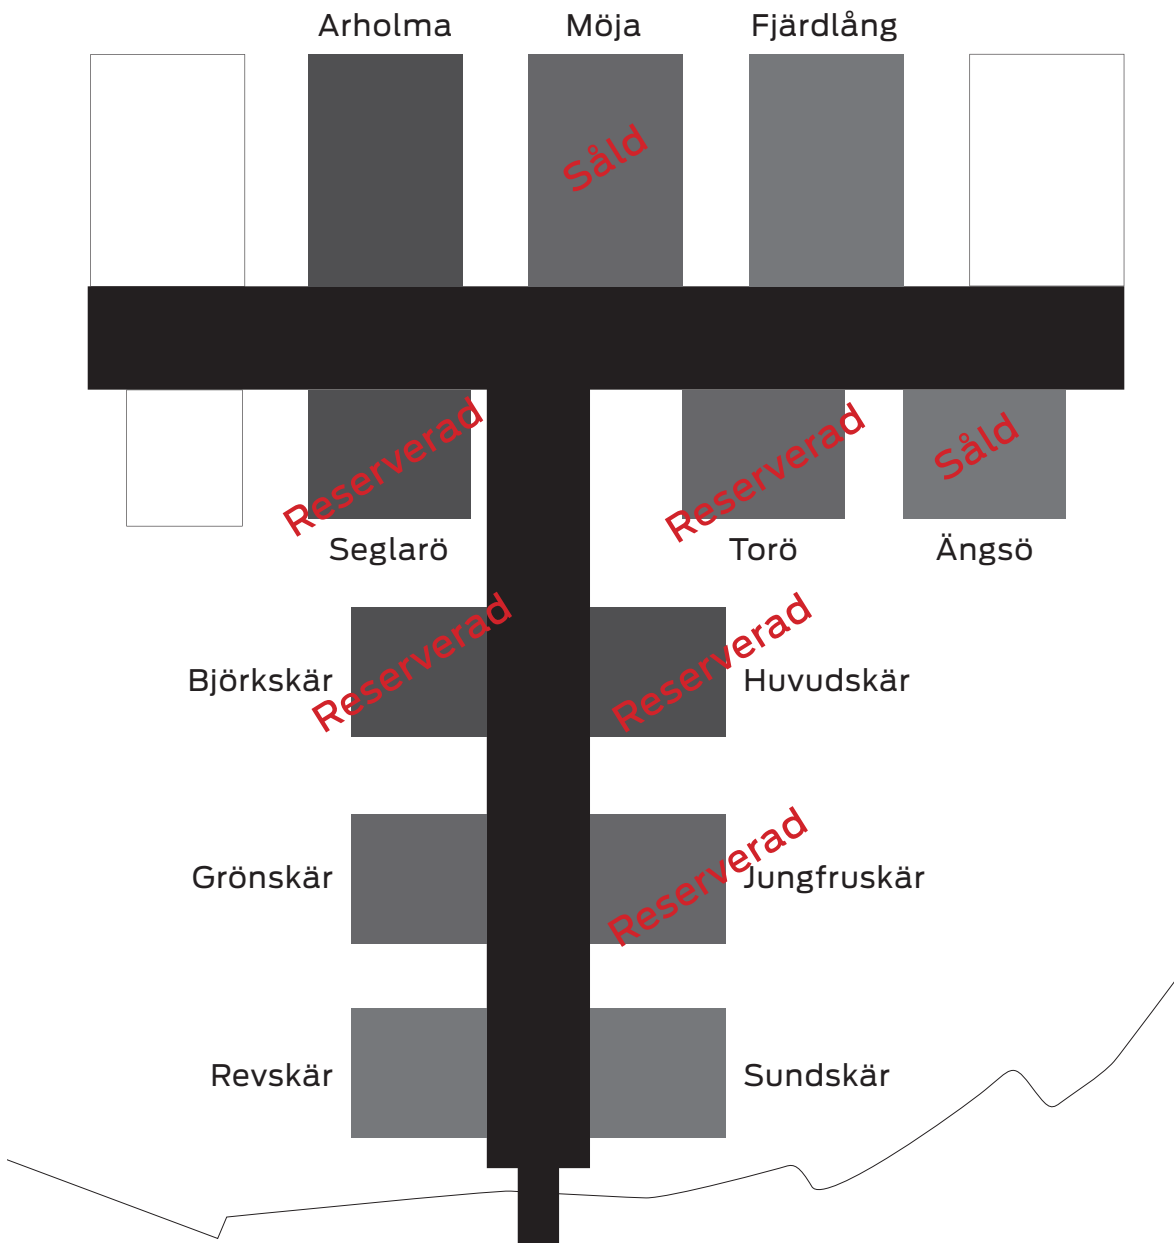 Arholma
Möja
Fjärdlång
Såld
Reserverad
Reserverad
Såld
Seglarö
Torö
Ängsö
Reserverad
Reserverad
Björkskär
Huvudskär
Reserverad
Grönskär
Jungfruskär
Revskär
Sundskär